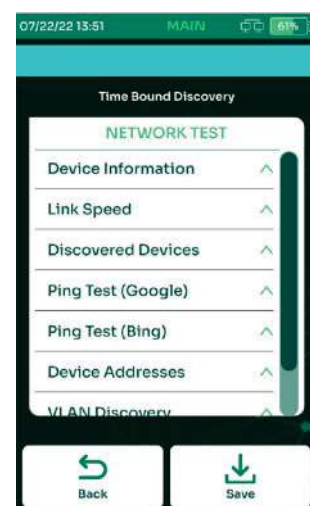 07/22/22 13:51 MAIN 61%
Time Bound Discovery
NETWORK TEST
Device Information
Link Speed
Discovered Devices
Ping Test (Google)
Ping Test (Bing)
Device Addresses
VLAN Discovery
Back Save